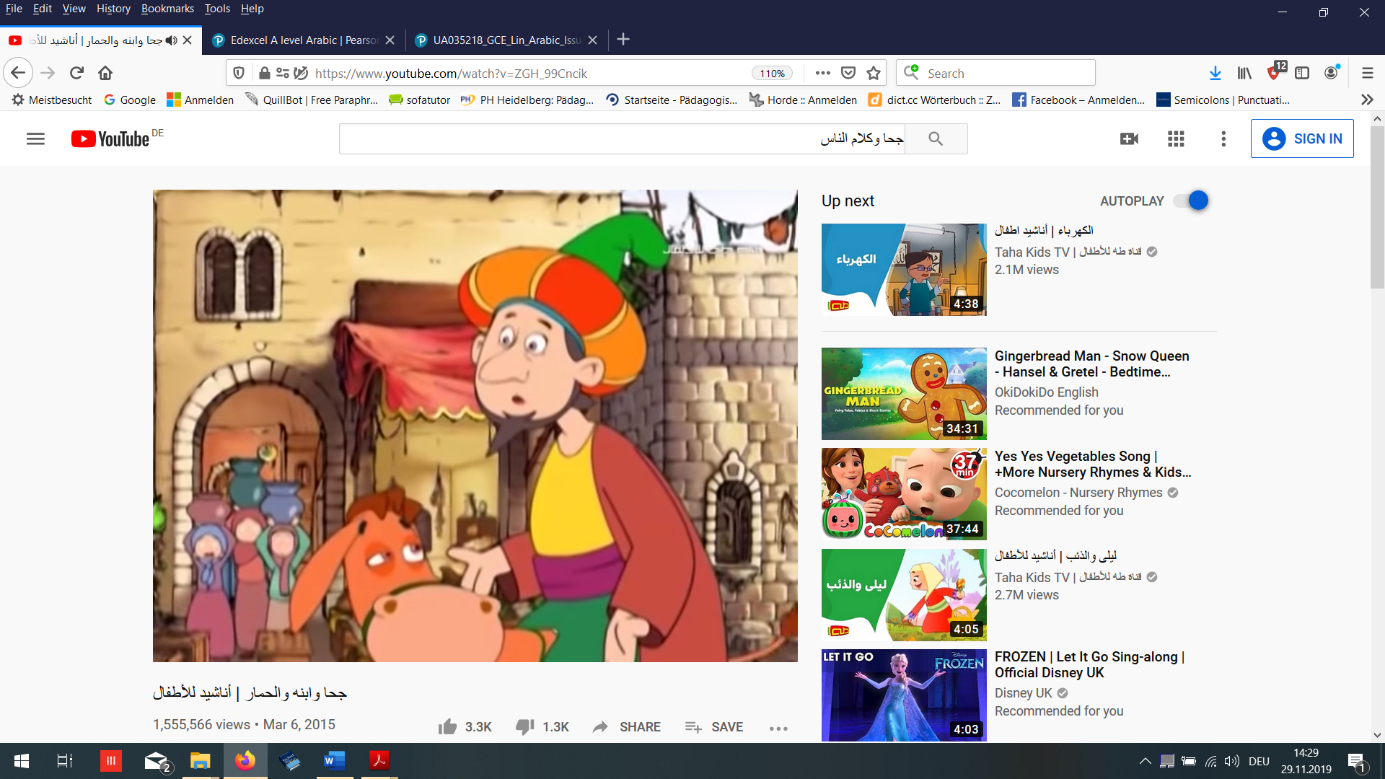 File Edit View History Bookmarks Tools Help
جحا وابنه والحمار | أناشيد للأط
Edexcel A level Arabic | Pearso
UA035218_GCE_Lin_Arabic_Issu
https://www.youtube.com/watch?v=ZGH_99Cncik
110%
Search
12
Meistbesucht Google Anmelden QuillBot | Free Paraphr... sofatutor PH Heidelberg: Pädag... Startseite - Pädagogis... Horde :: Anmelden dict.cc Wörterbuch :: Z... Facebook – Anmelden... Semicolons | Punctuati...
YouTube DE
جحا وكلام الناس
SIGN IN
Up next
AUTOPLAY
الكهرباء
4:38
الكهرباء | أناشيد اطفال
Taha Kids TV | قناة طه للأطفال
2.1M views
GINGERBREAD
MAN
34:31
Gingerbread Man - Snow Queen
- Hansel & Gretel - Bedtime...
OkiDokiDo English
Recommended for you
37
min
CoComelon
37:44
Yes Yes Vegetables Song |
+More Nursery Rhymes & Kids...
Cocomelon - Nursery Rhymes
Recommended for you
ليلى والذئب
4:05
ليلى والذئب | أناشيد للأطفال
Taha Kids TV | قناة طه للأطفال
2.7M views
LET IT GO
Disney
FROZEN
4:03
FROZEN | Let It Go Sing-along |
Official Disney UK
Disney UK
Recommended for you
جحا وابنه والحمار | أناشيد للأطفال
1,555,566 views • Mar 6, 2015
3.3K 1.3K SHARE SAVE
2
DEU
14:29
29.11.2019
1